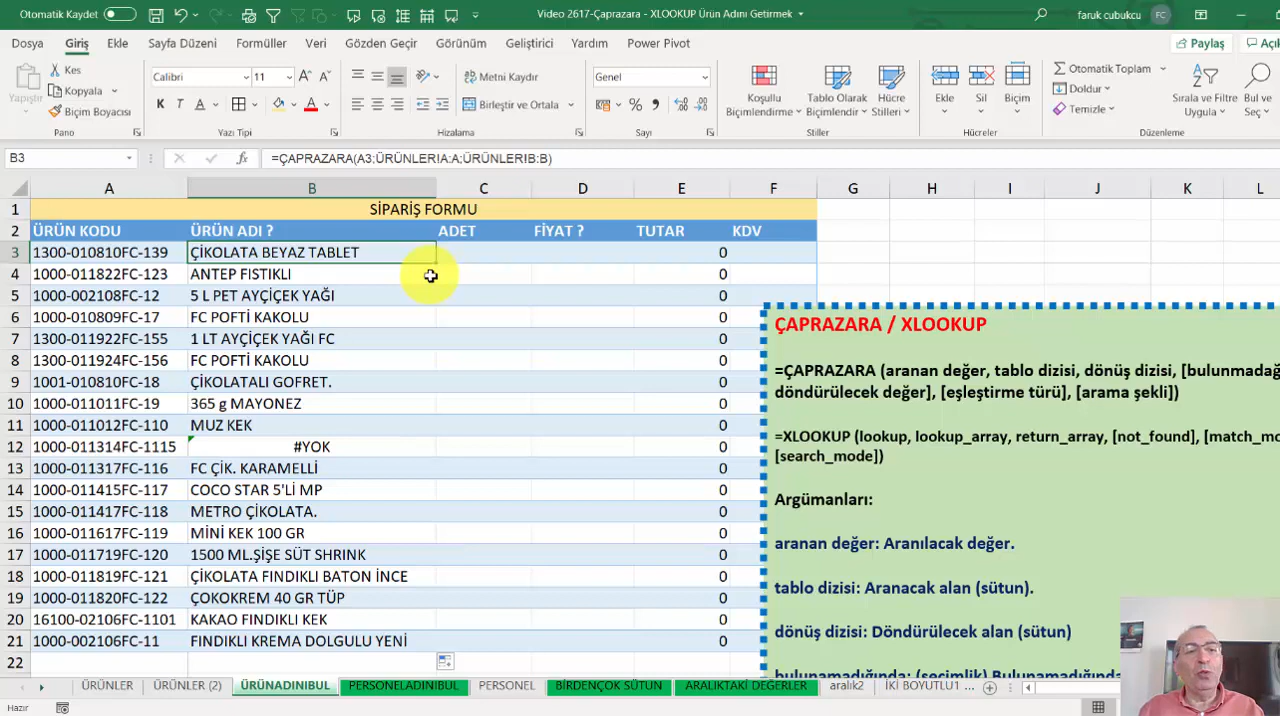 Otomatik Kaydet
Video 2617-Çaprazara - XLOOKUP Ürün Adını Getirmek
faruk cubukcu FC
Dosya Giriş Ekle Sayfa Düzeni Formüller Veri Gözden Geçir Görünüm Geliştirici Yardım Power Pivot Paylaş Açık
Yapıştır
Kes
Kopyala
Biçim Boyacısı
Calibri 11
K T A
Metni Kaydır
Birleştir ve Ortala
Genel
Koşullu Biçimlendirme
Tablo Olarak Biçimlendir
Hücre Stilleri
Ekle Sil Biçim
Otomatik Toplam
Doldur
Temizle
Sırala ve Filtre Uygula
Bul ve Seç
Pano Yazı Tipi Hizalama Sayı Stiller Hücreler Düzenleme
B3 fx =ÇAPRAZARA(A3;ÜRÜNLER!A:A;ÜRÜNLER!B:B)
A B C D E F G H I J K L
1 SİPARİŞ FORMU
2 ÜRÜN KODU ÜRÜN ADI ? ADET FİYAT ? TUTAR KDV
3 1300-010810FC-139 ÇİKOLATA BEYAZ TABLET 0
4 1000-011822FC-123 ANTEP FISTIKLI 0
5 1000-002108FC-12 5 L PET AYÇİÇEK YAĞI 0
6 1000-010809FC-17 FC POFTİ KAKOLU 0
7 1300-011922FC-155 1 LT AYÇİÇEK YAĞI FC 0
8 1300-011924FC-156 FC POFTİ KAKOLU 0
9 1001-010810FC-18 ÇİKOLATALI GOFRET. 0
10 1000-011011FC-19 365 g MAYONEZ 0
11 1000-011012FC-110 MUZ KEK 0
12 1000-011314FC-1115 #YOK 0
13 1000-011317FC-116 FC ÇİK. KARAMELLİ 0
14 1000-011415FC-117 COCO STAR 5'Lİ MP 0
15 1000-011417FC-118 METRO ÇİKOLATA. 0
16 1000-011617FC-119 MİNİ KEK 100 GR 0
17 1000-011719FC-120 1500 ML.ŞİŞE SÜT SHRINK 0
18 1000-011819FC-121 ÇİKOLATA FINDIKLI BATON İNCE 0
19 1000-011820FC-122 ÇOKOKREM 40 GR TÜP 0
20 16100-02106FC-1101 KAKAO FINDIKLI KEK 0
21 1000-002106FC-11 FINDIKLI KREMA DOLGULU YENİ 0
22
ÇAPRAZARA / XLOOKUP
=ÇAPRAZARA (aranan değer, tablo dizisi, dönüş dizisi, [bulunmadağ
döndürülecek değer], [eşleştirme türü], [arama şekli])
=XLOOKUP (lookup, lookup_array, return_array, [not_found], [match_mo
[search_mode])
Argümanları:
aranan değer: Aranılacak değer.
tablo dizisi: Aranacak alan (sütun).
dönüş dizisi: Döndürülecek alan (sütun)
bulunmadığında: (seçimlik) Bulunmadığında
ÜRÜNLER ÜRÜNLER (2) ÜRÜNADINIBUL PERSONELADINIBUL PERSONEL BİRDENÇOK SÜTUN ARALIKTAKİ DEĞERLER aralık2 İKİ BOYUTLU1 ...
Hazır